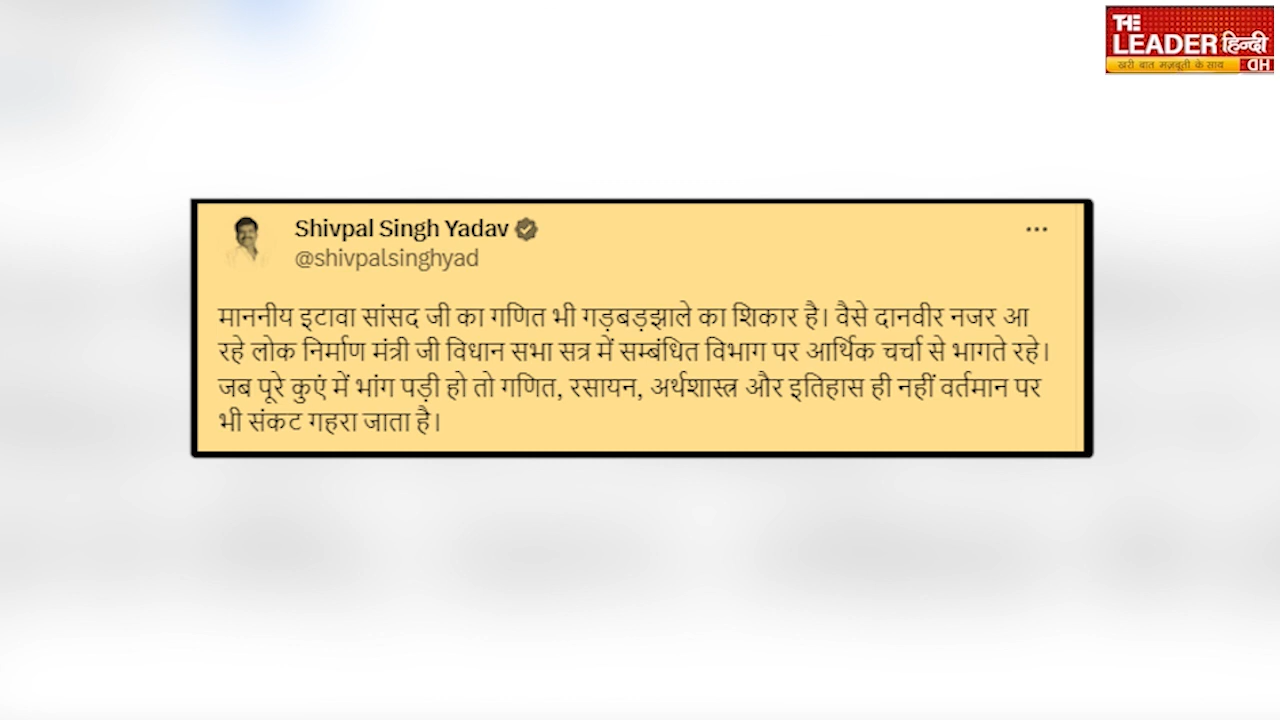 THE
LEADER हिन्दी
खरी बात मज़बूती के साथ
HD
Shivpal Singh Yadav
@shivpalsinghyad
माननीय इटावा सांसद जी का गणित भी गड़बड़झाले का शिकार है। वैसे दानवीर नजर आ
रहे लोक निर्माण मंत्री जी विधान सभा सत्र में सम्बंधित विभाग पर आर्थिक चर्चा से भागते रहे।
जब पूरे कुएं में भांग पड़ी हो तो गणित, रसायन, अर्थशास्त्र और इतिहास ही नहीं वर्तमान पर
भी संकट गहरा जाता है।